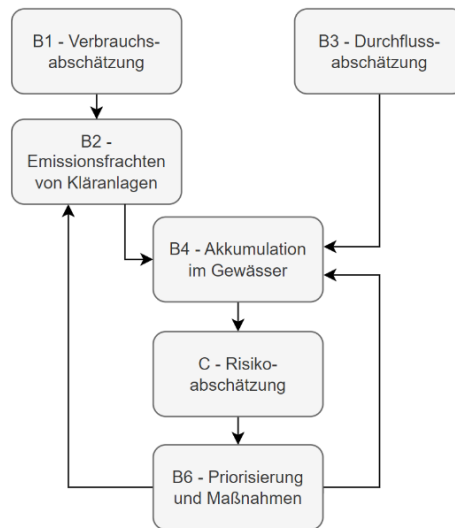 B1 - Verbrauchs-
abschätzung
B3 - Durchfluss-
abschätzung
B2 -
Emissionsfrachten
von Kläranlagen
B4 - Akkumulation
im Gewässer
C - Risiko-
abschätzung
B6 - Priorisierung
und Maßnahmen